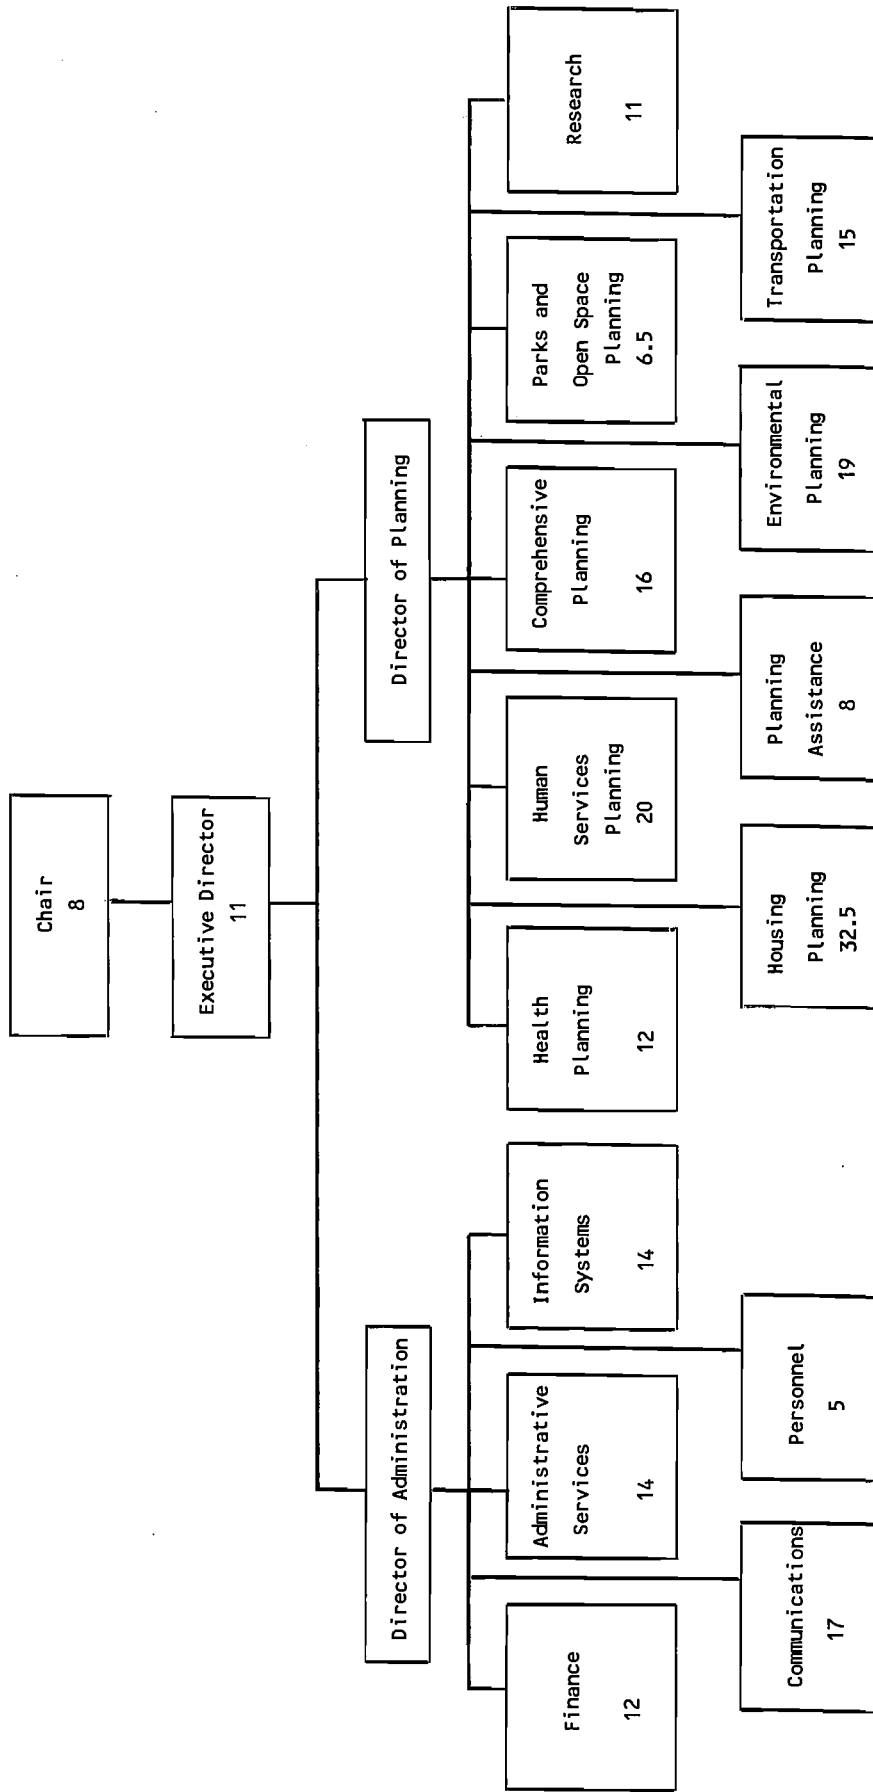 Chair
8
Executive Director
11
Director of Administration
Director of Planning
Finance
12
Administrative
Services
14
Information
Systems
14
Health
Planning
12
Human
Services
Planning
20
Comprehensive
Planning
16
Parks and
Open Space
Planning
6.5
Research
11
Communications
17
Personnel
5
Housing
Planning
32.5
Planning
Assistance
8
Environmental
Planning
19
Transportation
Planning
15